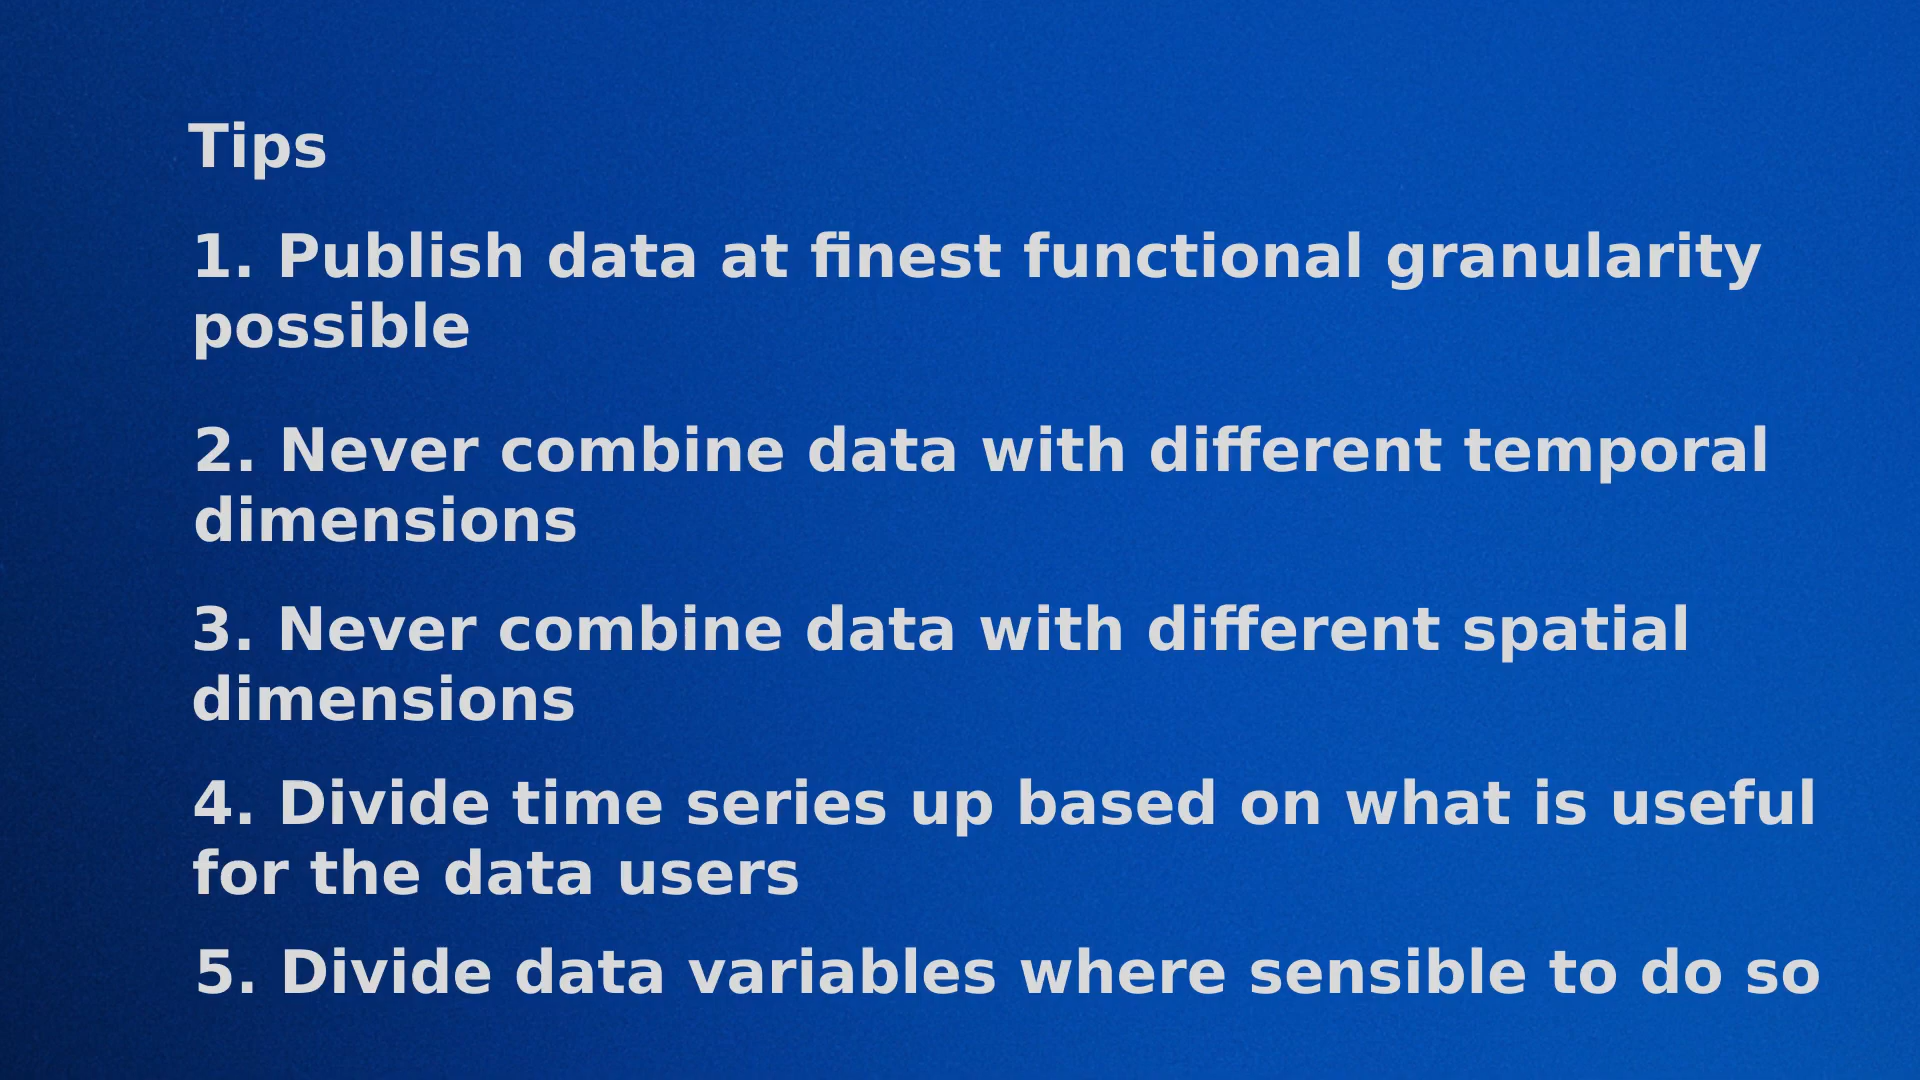 Tips
1. Publish data at finest functional granularity
possible
2. Never combine data with different temporal
dimensions
3. Never combine data with different spatial
dimensions
4. Divide time series up based on what is useful
for the data users
5. Divide data variables where sensible to do so